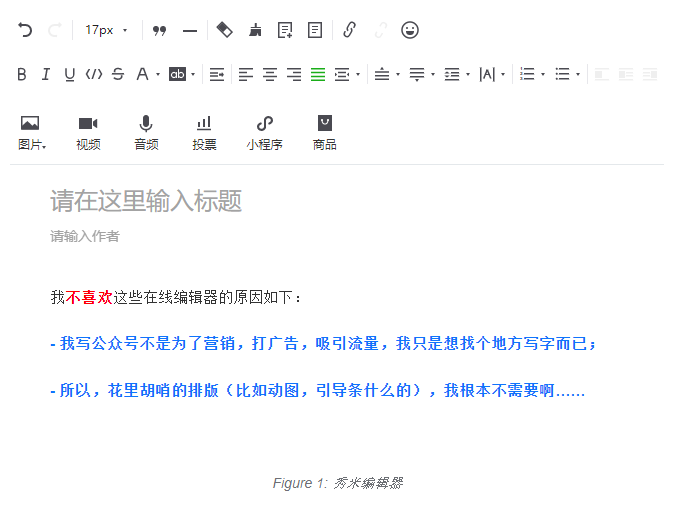 17px
B I U S A ab
|A|
图片 视频 音频 投票 小程序 商品
请在这里输入标题
请输入作者
我不喜欢这些在线编辑器的原因如下：
- 我写公众号不是为了营销，打广告，吸引流量，我只是想找个地方写字而已；
- 所以，花里胡哨的排版（比如动图，引导条什么的），我根本不需要啊……
Figure 1: 秀米编辑器